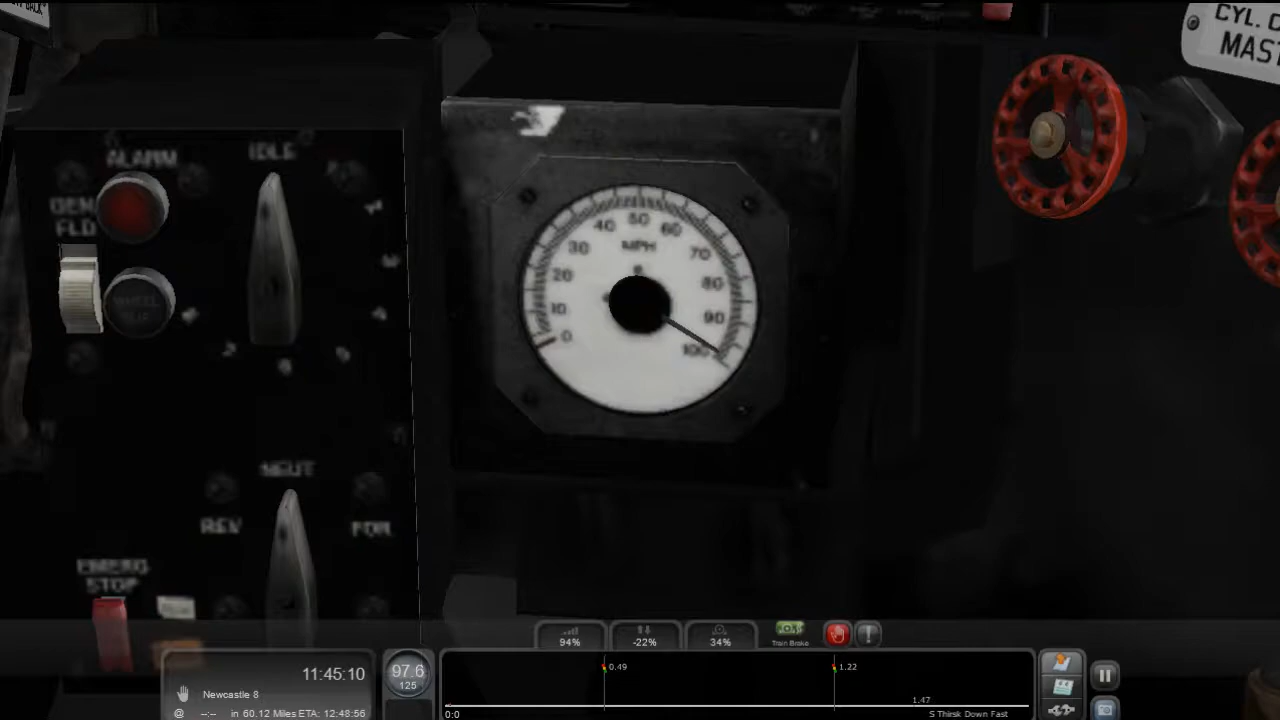 CYL. C
MAST
ALARM
IDLE
GEN
FLD
WHEEL
SLIP
50
40 60
30 MPH 70
20 80
10 90
0 100
NEUT
REV FOR
EMERG
STOP
94% -22% 34% Train Brake
11:45:10
Newcastle 8
@ --:-- in 60.12 Miles ETA: 12:48:56
97.6
125
0.49 1.22
1.47
0:0 S Thirsk Down Fast